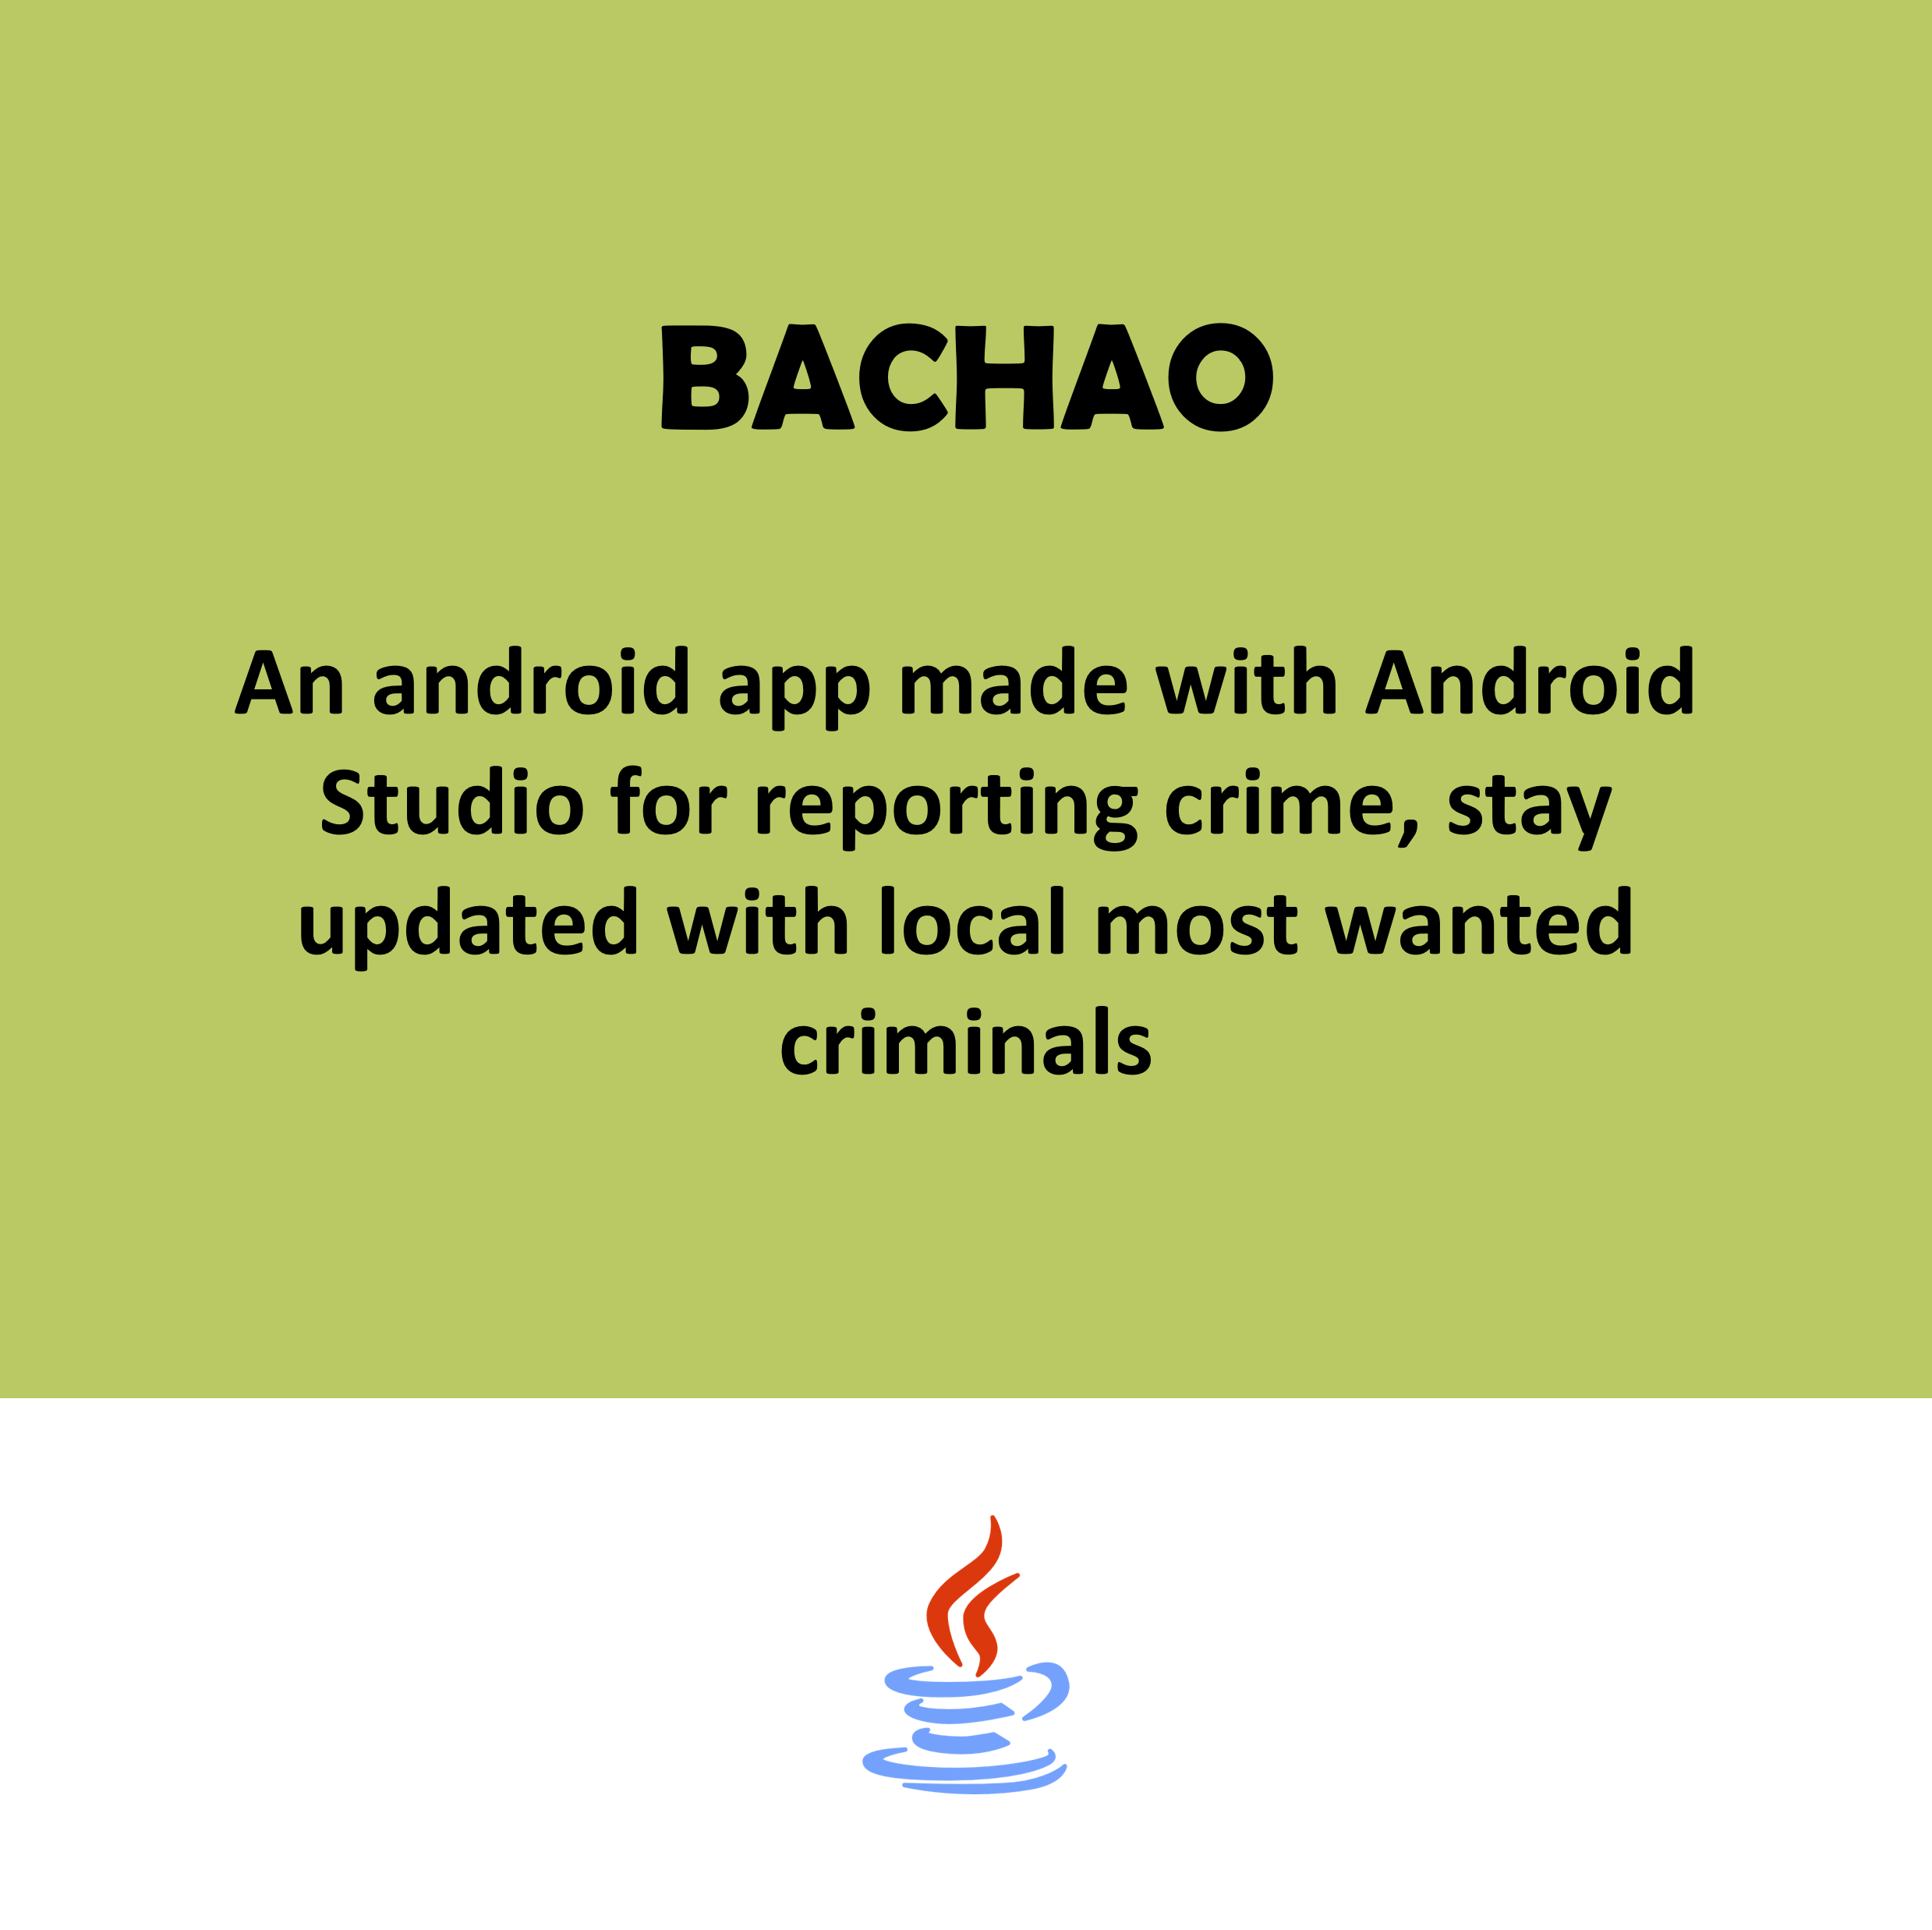 BACHAO
An android app made with Android
Studio for reporting crime, stay
updated with local most wanted
criminals